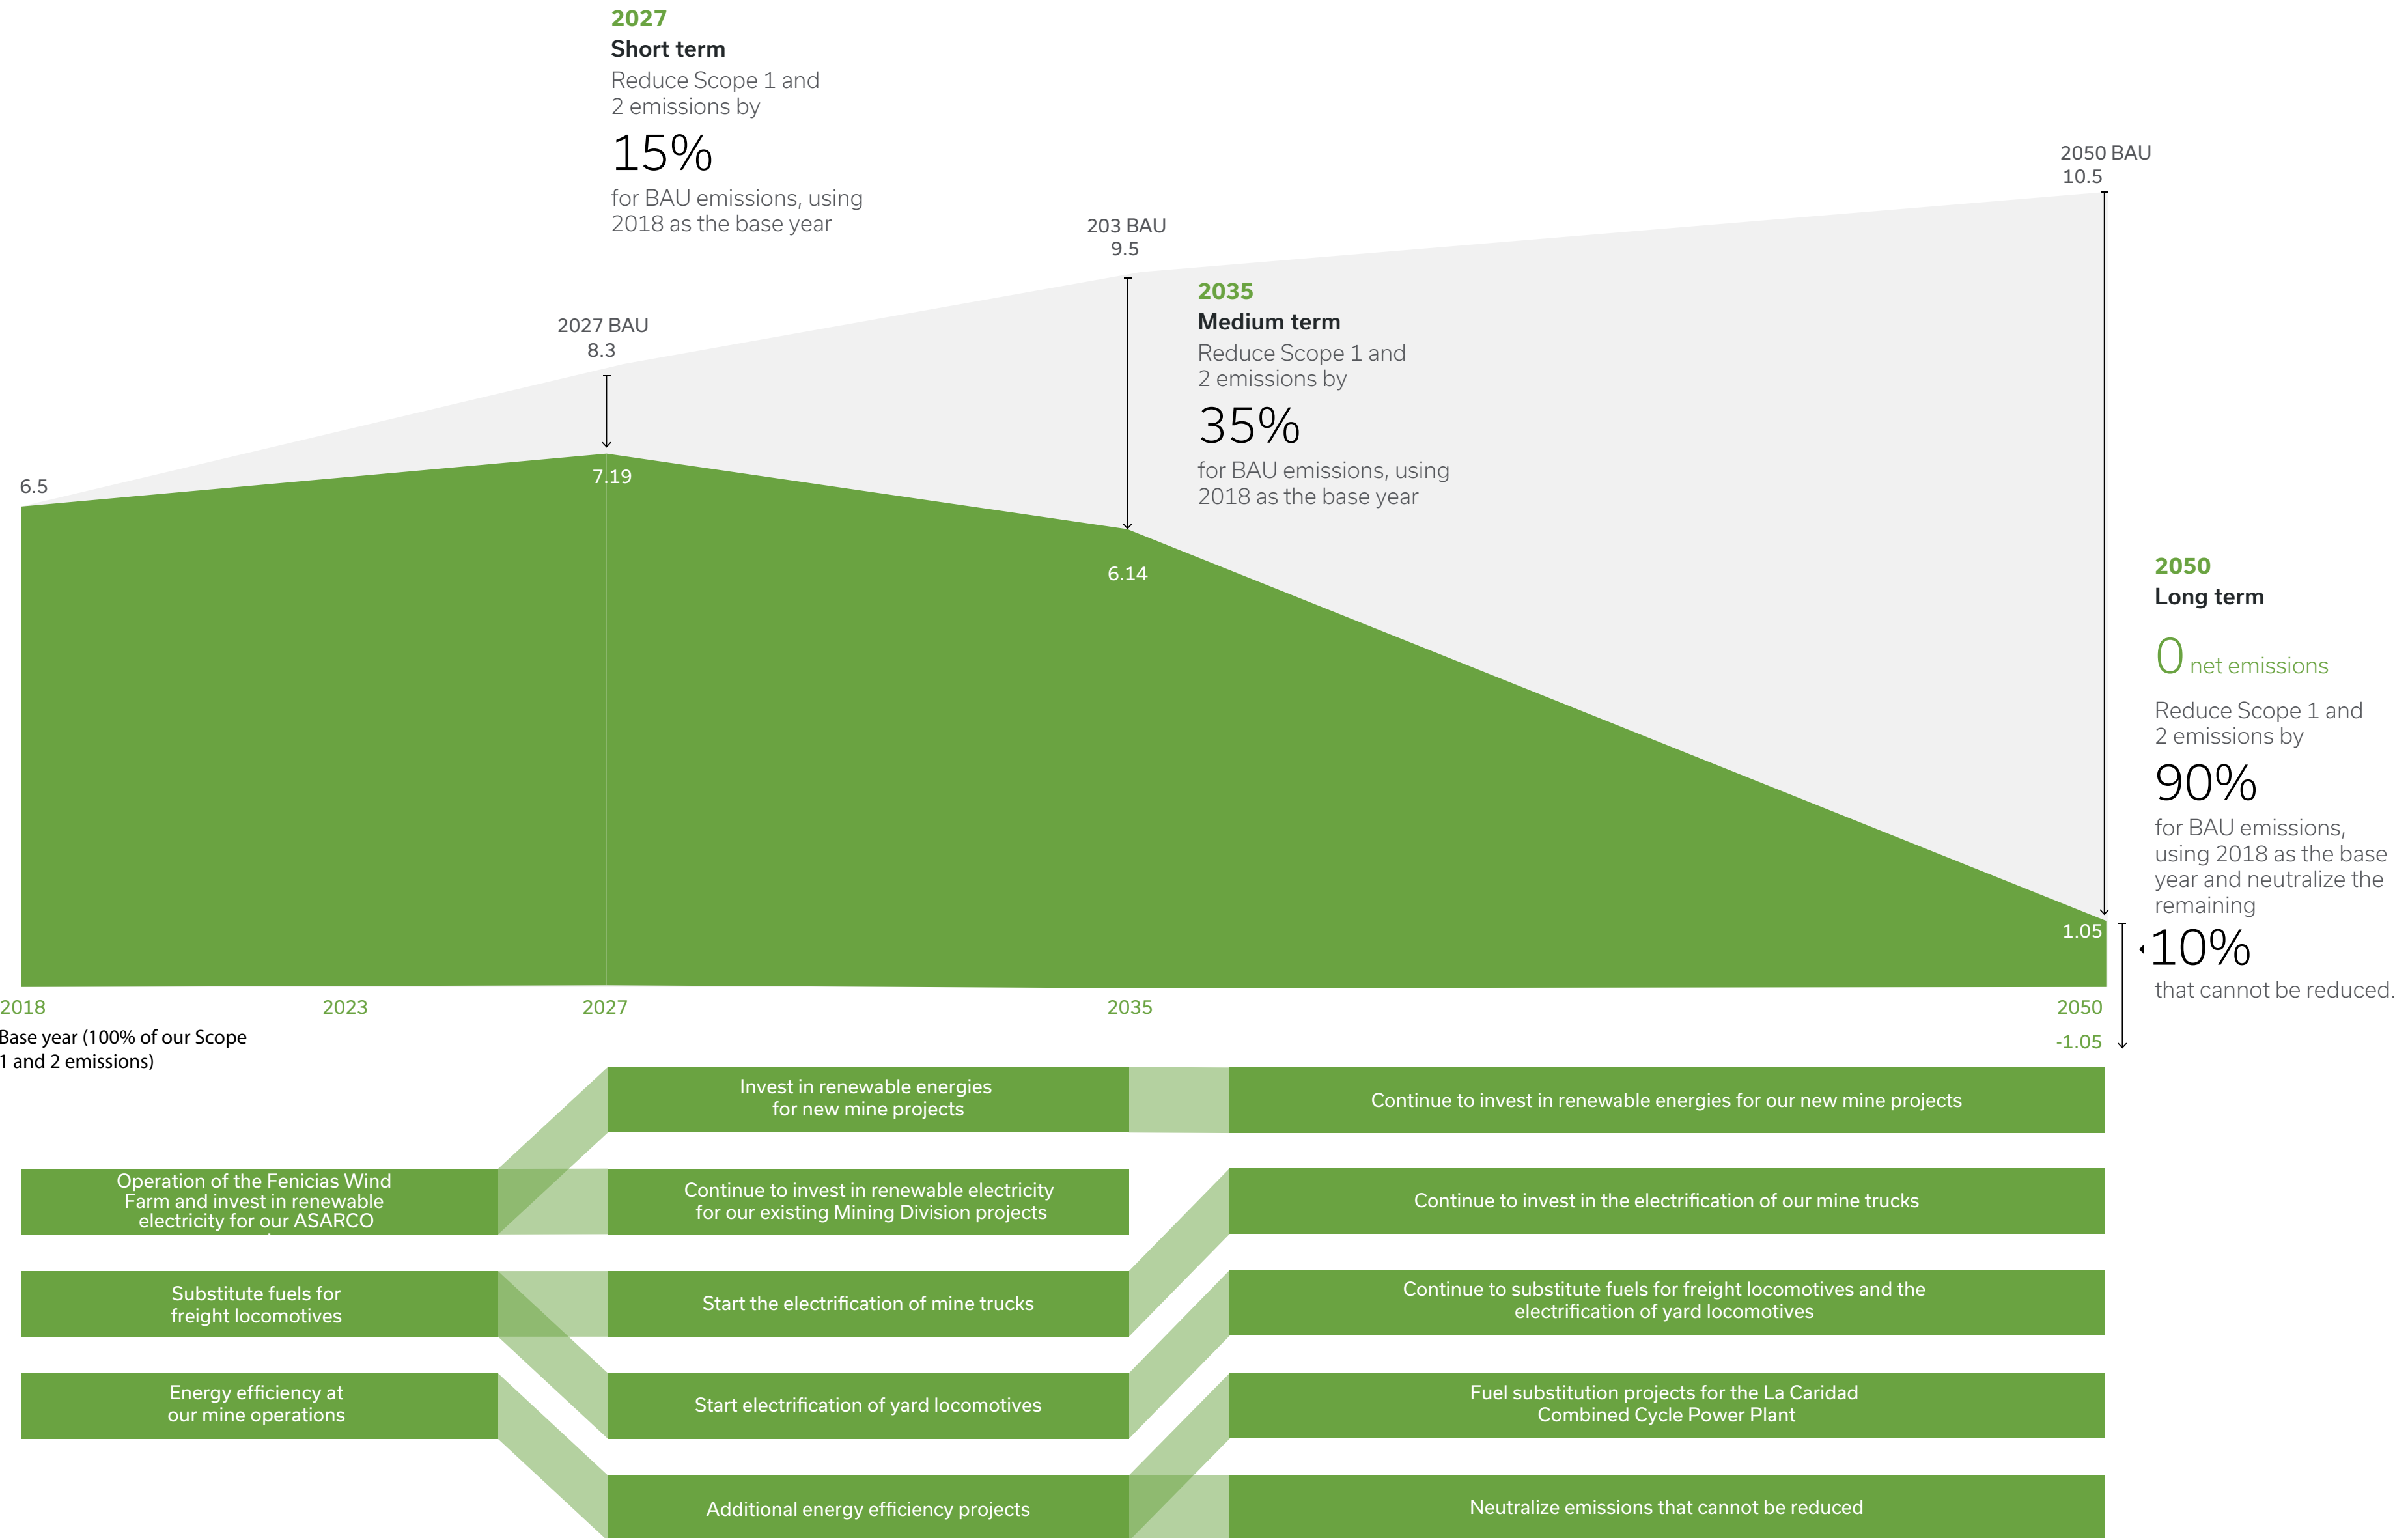 2027
Short term
Reduce Scope 1 and
2 emissions by
15%
for BAU emissions, using
2018 as the base year
2050 BAU
10.5
203 BAU
9.5
2035
Medium term
Reduce Scope 1 and
2 emissions by
35%
for BAU emissions, using
2018 as the base year
2027 BAU
8.3
6.5
7.19
6.14
2050
Long term
0 net emissions
Reduce Scope 1 and
2 emissions by
90%
for BAU emissions,
using 2018 as the base
year and neutralize the
remaining
10%
that cannot be reduced.
1.05
2018
2023
2027
2035
2050
-1.05
Base year (100% of our Scope
1 and 2 emissions)
Operation of the Fenicias Wind
Farm and invest in renewable
electricity for our ASARCO
Substitute fuels for
freight locomotives
Energy efficiency at
our mine operations
Invest in renewable energies
for new mine projects
Continue to invest in renewable electricity
for our existing Mining Division projects
Start the electrification of mine trucks
Start electrification of yard locomotives
Additional energy efficiency projects
Continue to invest in renewable energies for our new mine projects
Continue to invest in the electrification of our mine trucks
Continue to substitute fuels for freight locomotives and the
electrification of yard locomotives
Fuel substitution projects for the La Caridad
Combined Cycle Power Plant
Neutralize emissions that cannot be reduced